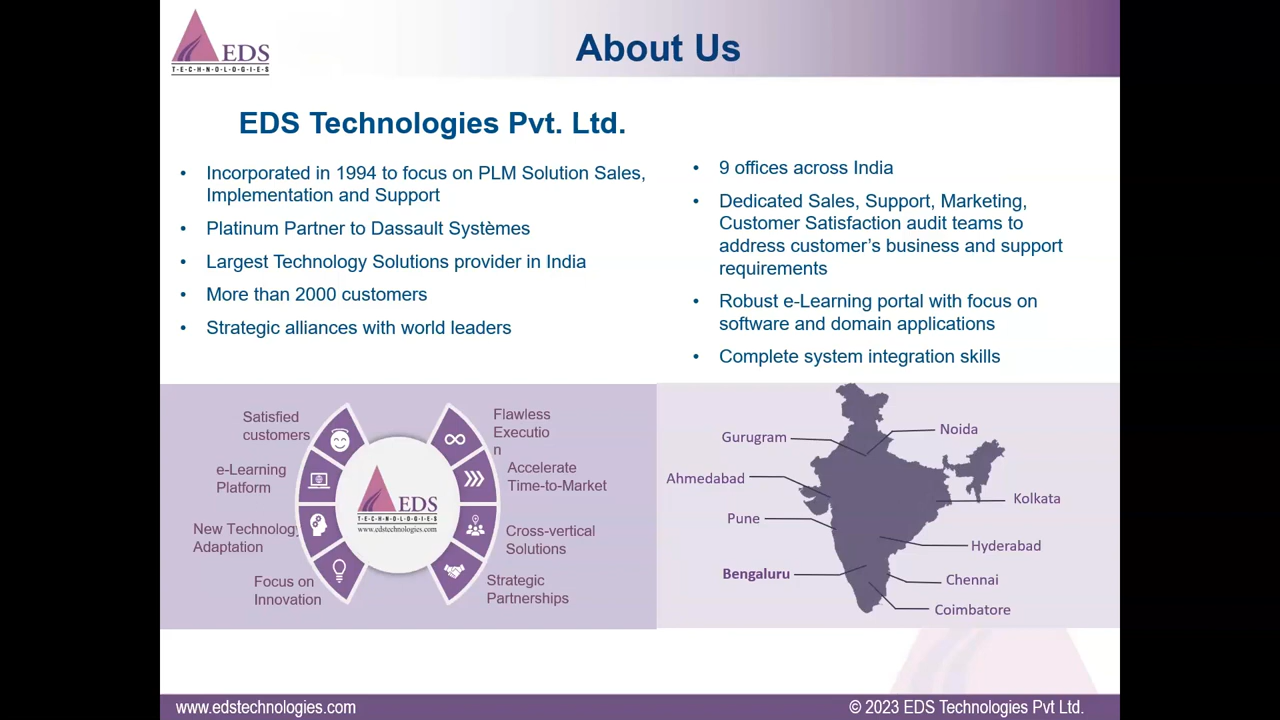 EDS
T·E·C·H·N·O·L·O·G·I·E·S
About Us
EDS Technologies Pvt. Ltd.
• Incorporated in 1994 to focus on PLM Solution Sales,
Implementation and Support
• Platinum Partner to Dassault Systèmes
• Largest Technology Solutions provider in India
• More than 2000 customers
• Strategic alliances with world leaders
• 9 offices across India
• Dedicated Sales, Support, Marketing,
Customer Satisfaction audit teams to
address customer’s business and support
requirements
• Robust e-Learning portal with focus on
software and domain applications
• Complete system integration skills
Satisfied
customers
e-Learning
Platform
New Technology
Adaptation
Focus on
Innovation
EDS
T·E·C·H·N·O·L·O·G·I·E·S
www.edstechnologies.com
Flawless
Executio
n
Accelerate
Time-to-Market
Cross-vertical
Solutions
Strategic
Partnerships
Gurugram
Noida
Ahmedabad
Kolkata
Pune
Hyderabad
Bengaluru
Chennai
Coimbatore
www.edstechnologies.com
© 2023 EDS Technologies Pvt Ltd.